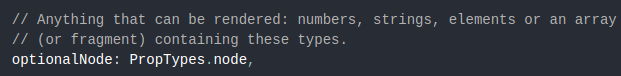 // Anything that can be rendered: numbers, strings, elements or an array
// (or fragment) containing these types.
optionalNode: PropTypes.node,